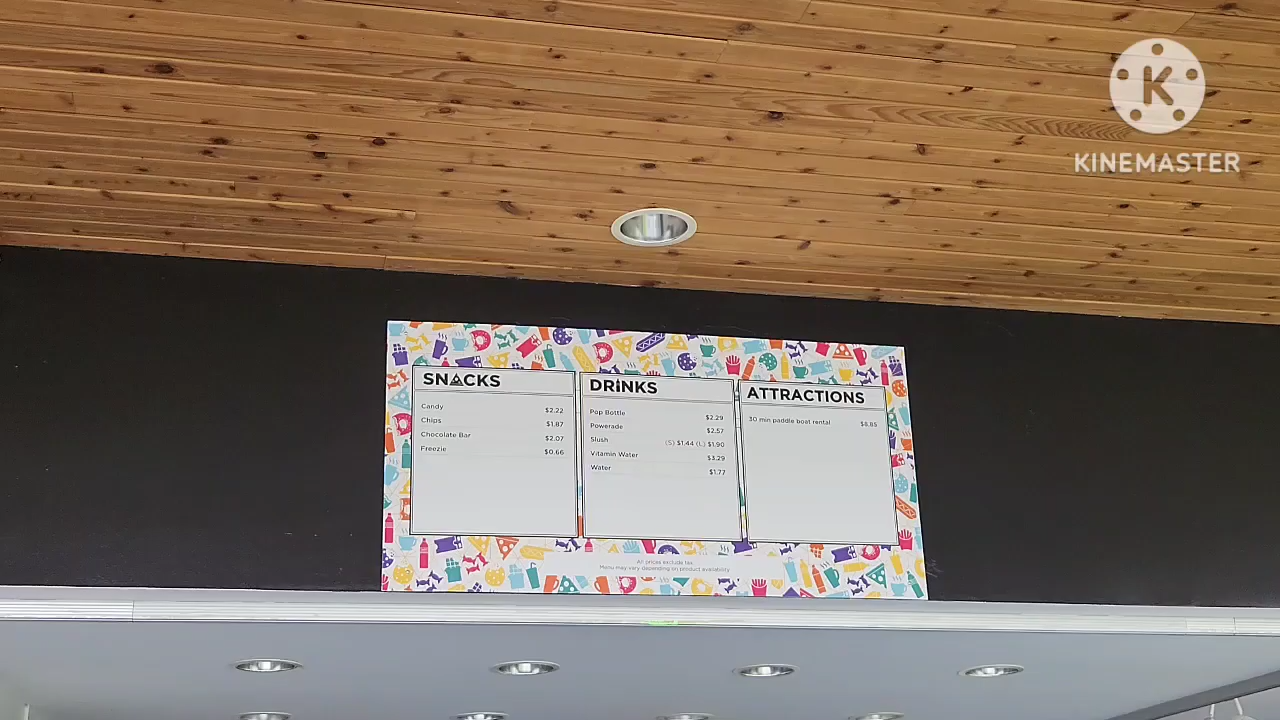 K
KINEMASTER
SNACKS
Candy $2.22
Chips $1.87
Chocolate Bar $2.07
Freezie $0.66
DRiNKS
Pop Bottle $2.29
Powerade $2.57
Slush (S) $1.44 (L) $1.90
Vitamin Water $3.29
Water $1.77
ATTRACTIONS
30 min paddle boat rental $8.85
All prices exclude tax
Menu may vary depending on product availability